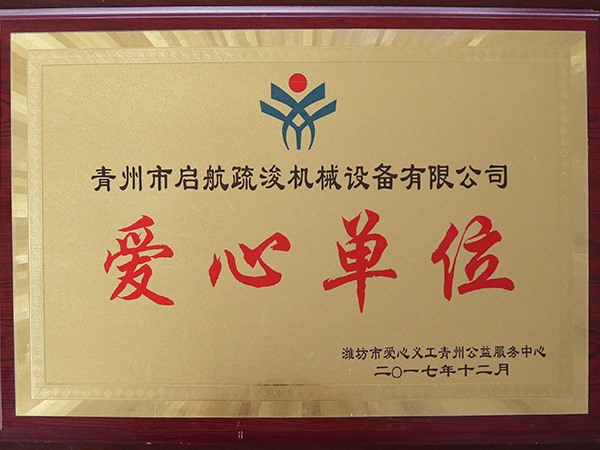 青州市启航疏浚机械设备有限公司
爱心单位
潍坊市爱心义工青州公益服务中心
二〇一七年十二月